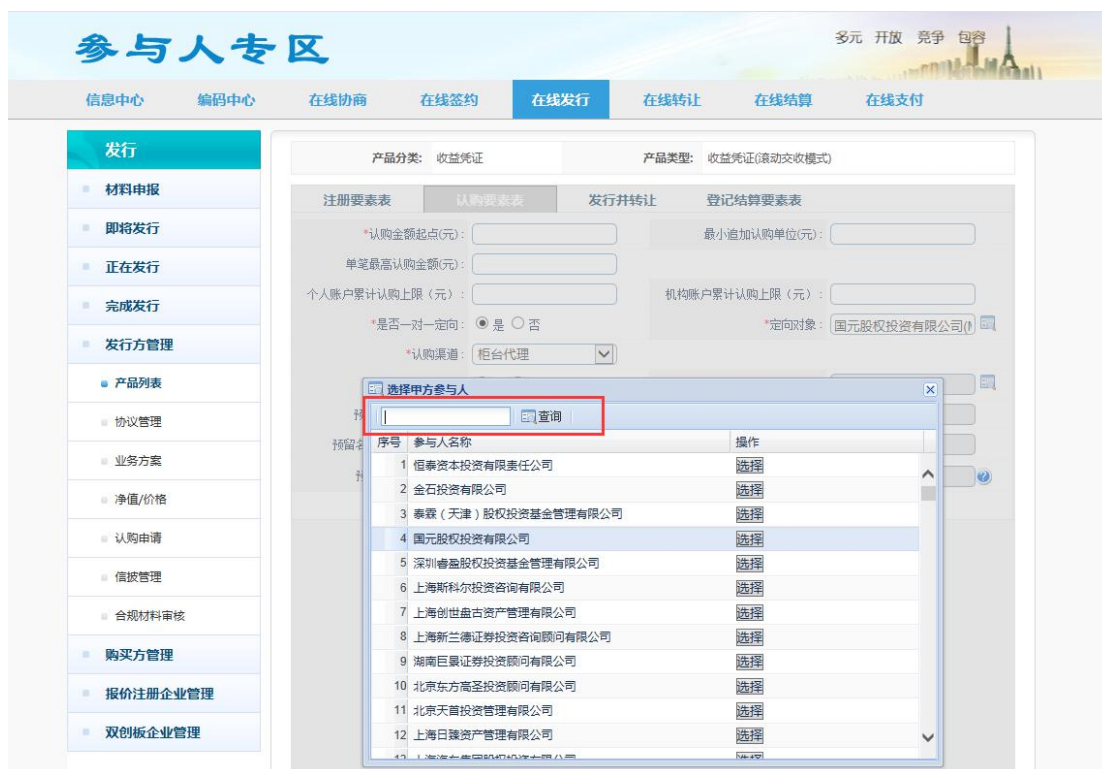 参与人专区
多元 开放 竞争 包容
信息中心 编码中心 在线协商 在线签约 在线发行 在线转让 在线结算 在线支付
发行
材料申报
即将发行
正在发行
完成发行
发行方管理
产品列表
协议管理
业务方案
净值/价格
认购申请
信披管理
合规材料审核
购买方管理
报价注册企业管理
双创板企业管理
产品分类: 收益凭证 产品类型: 收益凭证(滚动交收模式)
注册要素表 认购要素表 发行并转让 登记结算要素表
*认购金额起点(元): 最小追加认购单位(元):
单笔最高认购金额(元):
个人账户累计认购上限（元）: 机构账户累计认购上限（元）:
*是否一对一定向: 是 否 *定向对象: 国元股权投资有限公司(
*认购渠道: 柜台代理
预留
选择甲方参与人
查询
序号 参与人名称 操作
1 恒泰资本投资有限责任公司 选择
2 金石投资有限公司 选择
3 泰霖（天津）股权投资基金管理有限公司 选择
4 国元股权投资有限公司 选择
5 深圳睿盈股权投资基金管理有限公司 选择
6 上海斯科尔投资咨询有限公司 选择
7 上海创世盘古资产管理有限公司 选择
8 上海新兰德证券投资咨询顾问有限公司 选择
9 湖南巨景证券投资顾问有限公司 选择
10 北京东方高圣投资顾问有限公司 选择
11 北京天首投资管理有限公司 选择
12 上海日臻资产管理有限公司 选择